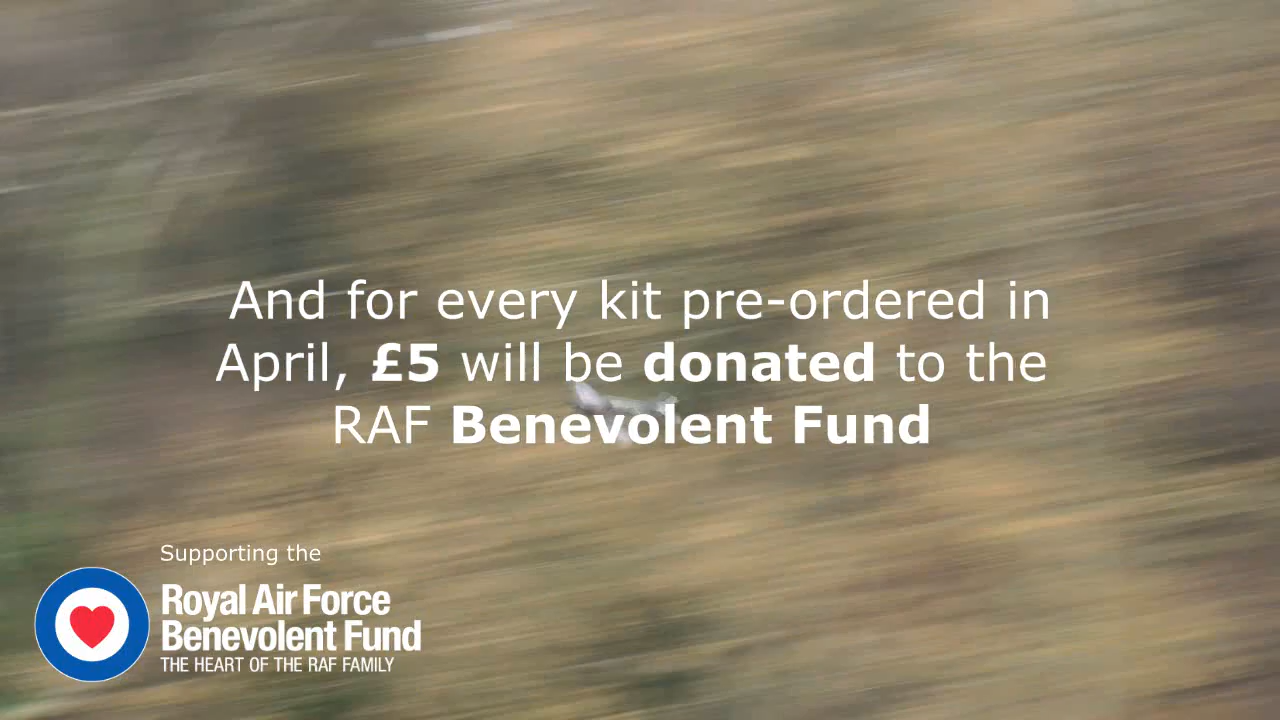 And for every kit pre-ordered in
April, £5 will be donated to the
RAF Benevolent Fund
Supporting the
Royal Air Force
Benevolent Fund
THE HEART OF THE RAF FAMILY